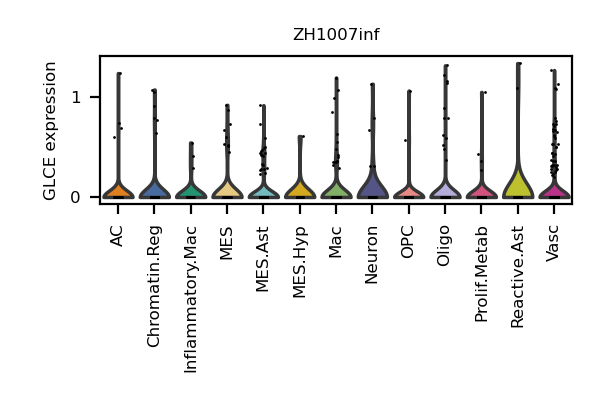 ZH1007inf
GLCE expression
1
0
AC
Chromatin.Reg
Inflammatory.Mac
MES
MES.Ast
MES.Hyp
Mac
Neuron
OPC
Oligo
Prolif.Metab
Reactive.Ast
Vasc